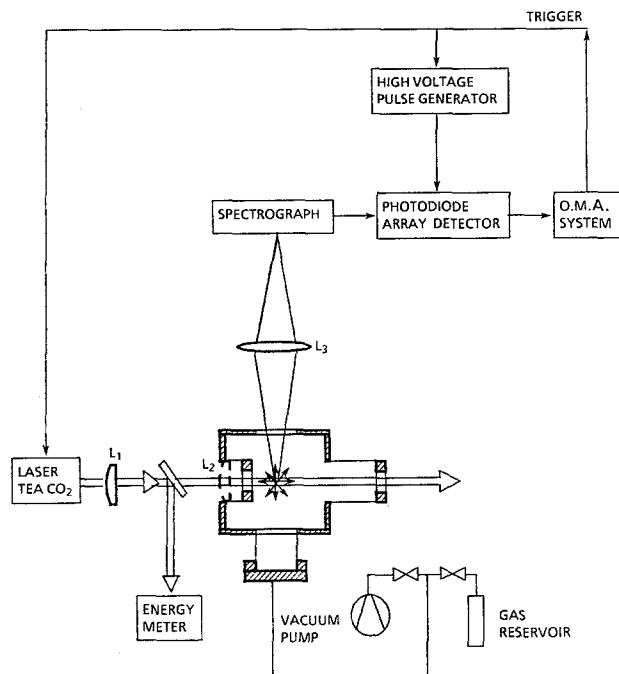 TRIGGER
HIGH VOLTAGE
PULSE GENERATOR
SPECTROGRAPH
PHOTODIODE
ARRAY DETECTOR
O.M.A.
SYSTEM
L3
LASER
TEA CO2
L1
L2
ENERGY
METER
VACUUM
PUMP
GAS
RESERVOIR